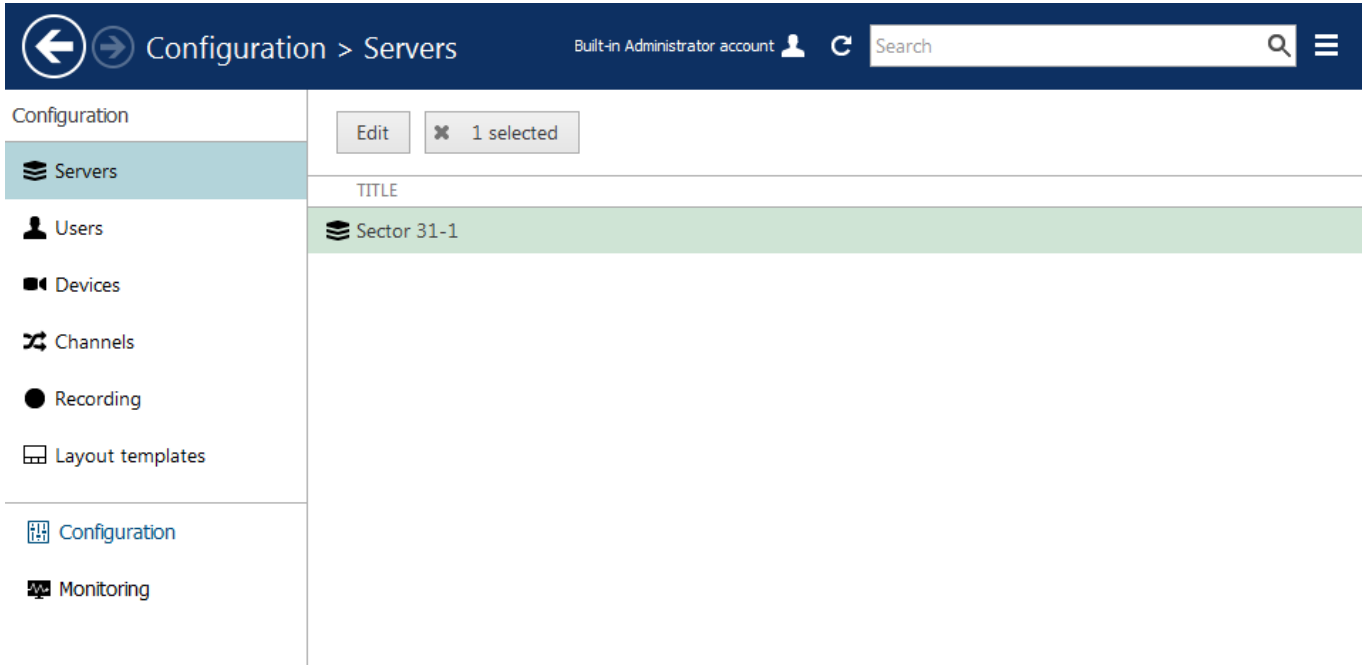 Configuration > Servers
Built-in Administrator account
Search
Configuration
Servers
Users
Devices
Channels
Recording
Layout templates
Configuration
Monitoring
Edit
1 selected
TITLE
Sector 31-1